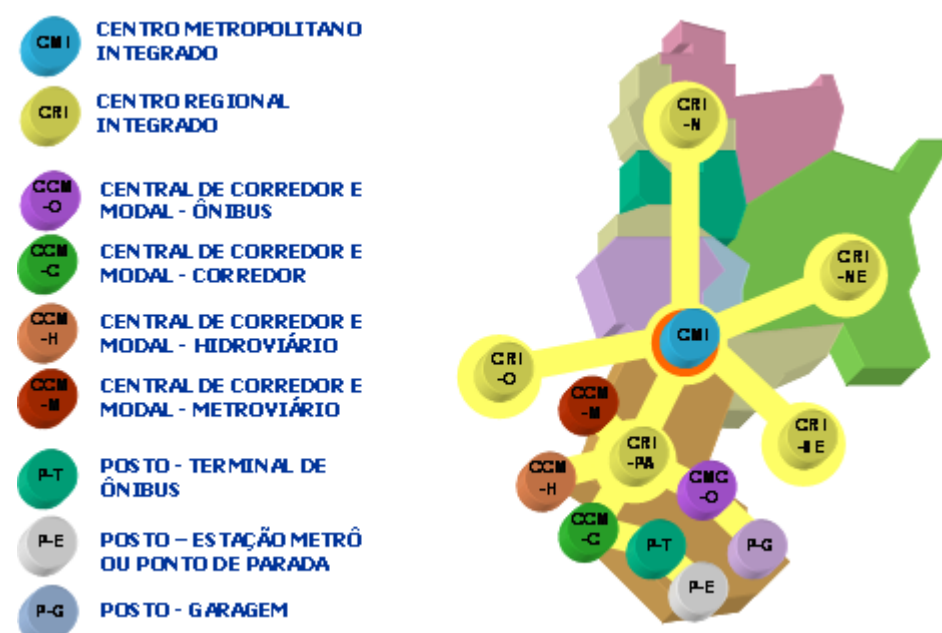 CMI
CENTRO METROPOLITANO
INTEGRADO
CRI
CENTRO REGIONAL
INTEGRADO
CCM
-O
CENTRAL DE CORREDOR E
MODAL - ÔNIBUS
CCM
-C
CENTRAL DE CORREDOR E
MODAL - CORREDOR
CCM
-H
CENTRAL DE CORREDOR E
MODAL - HIDROVIÁRIO
CCM
-M
CENTRAL DE CORREDOR E
MODAL - METROVIÁRIO
P-T
POSTO - TERMINAL DE
ÔNIBUS
P-E
POSTO – ESTAÇÃO METRÔ
OU PONTO DE PARADA
P-G
POSTO - GARAGEM
CRI
-N
CRI
-NE
CMI
CRI
-O
CCM
-M
CRI
CRI
-PA
CCM
-H
CMC
-O
CCM
-C
P-T
P-G
P-E